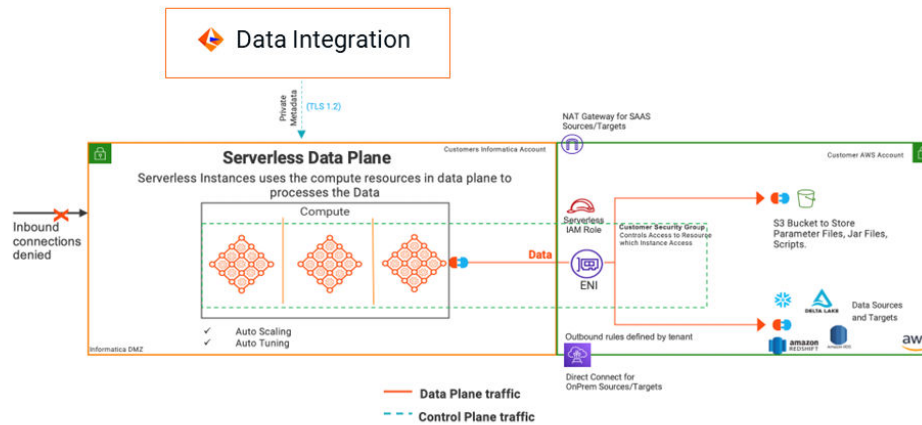 Data Integration
Private
Metadata
(TLS 1.2)
NAT Gateway for SAAS
Sources/Targets
Customers Informatica Account
Customer AWS Account
Serverless Data Plane
Serverless Instances uses the compute resources in data plane to
processes the Data
Compute
Inbound
connections
denied
Serverless
IAM Role
Customer Security Group
Controls Access to Resource
which Instance Access
Data
ENI
S3 Bucket to Store
Parameter Files, Jar Files,
Scripts.
DELTA LAKE
Data Sources
and Targets
✓ Auto Scaling
✓ Auto Tuning
Outbound rules defined by tenant
amazon
REDSHIFT
Amazon RDS
aws
Informatica DMZ
Direct Connect for
OnPrem Sources/Targets
Data Plane traffic
Control Plane traffic